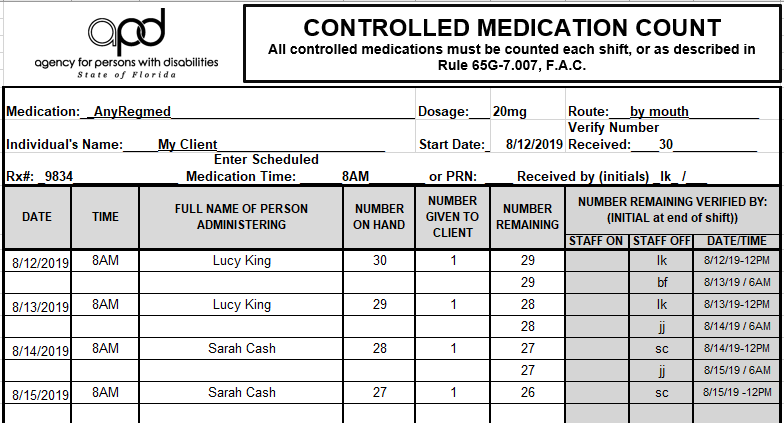 apd
agency for persons with disabilities
State of Florida
CONTROLLED MEDICATION COUNT
All controlled medications must be counted each shift, or as described in
Rule 65G-7.007, F.A.C.
Medication:__AnyRegmed Dosage:___20mg Route:___by mouth
Individual's Name:_____My Client Start Date:_ 8/12/2019 Verify Number Received:____30
Rx#:_9834 Enter Scheduled Medication Time:____8AM or PRN:____ Received by (initials)_lk_/___
DATE TIME FULL NAME OF PERSON ADMINISTERING NUMBER ON HAND NUMBER GIVEN TO CLIENT NUMBER REMAINING NUMBER REMAINING VERIFIED BY: (INITIAL at end of shift))
STAFF ON STAFF OFF DATE/TIME
8/12/2019 8AM Lucy King 30 1 29 lk 8/12/19-12PM
29 bf 8/13/19 / 6AM
8/13/2019 8AM Lucy King 29 1 28 lk 8/13/19-12PM
28 jj 8/14/19 / 6AM
8/14/2019 8AM Sarah Cash 28 1 27 sc 8/14/19-12PM
27 jj 8/15/19 / 6AM
8/15/2019 8AM Sarah Cash 27 1 26 sc 8/15/19 -12PM